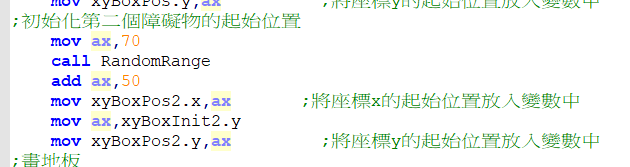 mov xyBoxPos.y,ax ;將座標y的起始位置放入變數中
;初始化第二個障礙物的起始位置
mov ax,70
call RandomRange
add ax,50
mov xyBoxPos2.x,ax ;將座標x的起始位置放入變數中
mov ax,xyBoxInit2.y
mov xyBoxPos2.y,ax ;將座標y的起始位置放入變數中
;畫地板